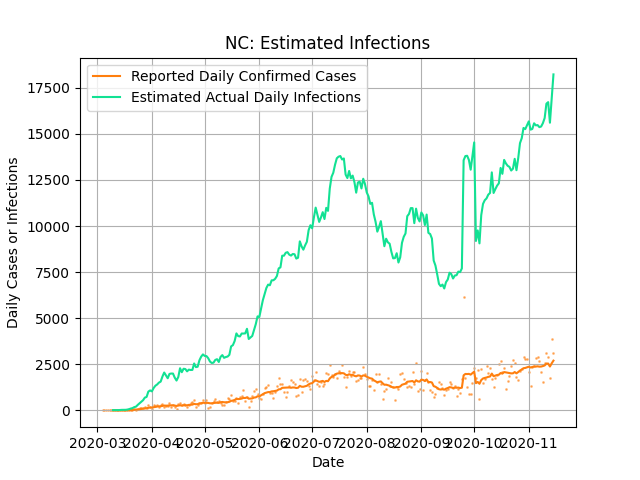 NC: Estimated Infections
Reported Daily Confirmed Cases
Estimated Actual Daily Infections
Daily Cases or Infections
17500
15000
12500
10000
7500
5000
2500
0
2020-03 2020-04 2020-05 2020-06 2020-07 2020-08 2020-09 2020-10 2020-11
Date